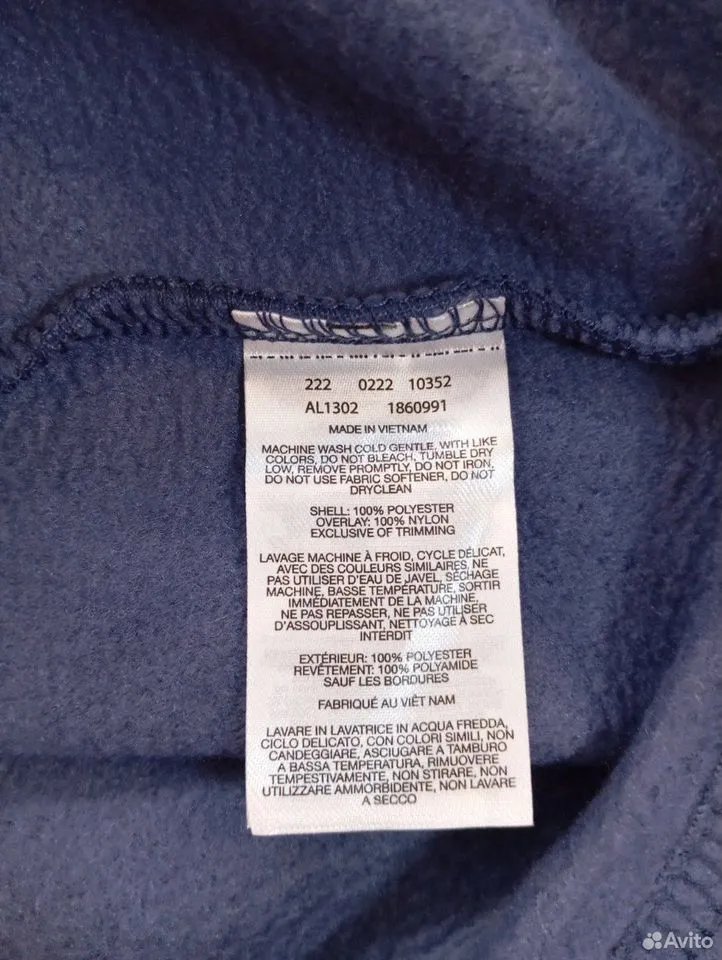 222 0222 10352
AL1302 1860991
MADE IN VIETNAM
MACHINE WASH COLD GENTLE, WITH LIKE
COLORS, DO NOT BLEACH, TUMBLE DRY
LOW, REMOVE PROMPTLY, DO NOT IRON,
DO NOT USE FABRIC SOFTENER, DO NOT
DRYCLEAN
SHELL: 100% POLYESTER
OVERLAY: 100% NYLON
EXCLUSIVE OF TRIMMING
LAVAGE MACHINE À FROID, CYCLE DÉLICAT,
AVEC DES COULEURS SIMILAIRES, NE
PAS UTILISER D'EAU DE JAVEL, SÉCHAGE
MACHINE, BASSE TEMPÉRATURE, SORTIR
IMMÉDIATEMENT DE LA MACHINE,
NE PAS REPASSER, NE PAS UTILISER
D'ASSOUPLISSANT, NETTOYAGE À SEC
INTERDIT
EXTÉRIEUR: 100% POLYESTER
REVÊTEMENT: 100% POLYAMIDE
SAUF LES BORDURES
FABRIQUÉ AU VIÊT NAM
LAVARE IN LAVATRICE IN ACQUA FREDDA,
CICLO DELICATO, CON COLORI SIMILI, NON
CANDEGGIARE, ASCIUGARE A TAMBURO
A BASSA TEMPERATURA, RIMUOVERE
TEMPESTIVAMENTE, NON STIRARE, NON
UTILIZZARE AMMORBIDENTE, NON LAVARE
A SECCO
Avito